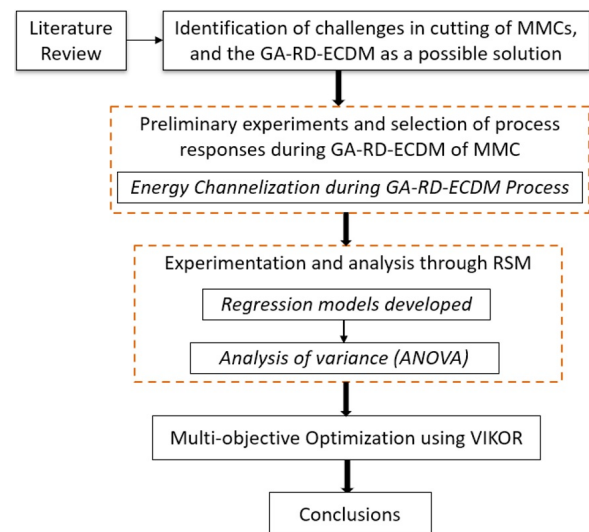 Literature
Review
Identification of challenges in cutting of MMCs,
and the GA-RD-ECDM as a possible solution
Preliminary experiments and selection of process
responses during GA-RD-ECDM of MMC
Energy Channelization during GA-RD-ECDM Process
Experimentation and analysis through RSM
Regression models developed
Analysis of variance (ANOVA)
Multi-objective Optimization using VIKOR
Conclusions